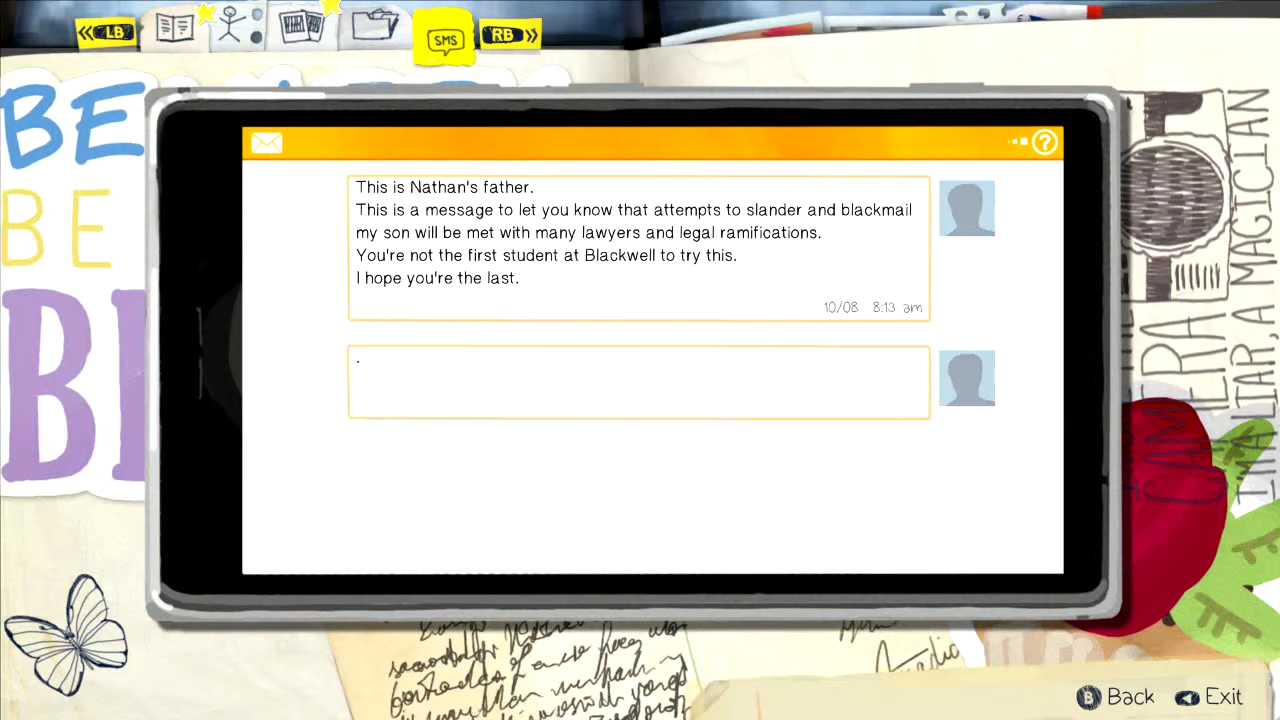 LB
SMS
RB
BE
BE
This is Nathan's father.
This is a message to let you know that attempts to slander and blackmail
my son will be met with many lawyers and legal ramifications.
You're not the first student at Blackwell to try this.
I hope you're the last.
10/08 8:13 am
.
CAMERA
I'M A LIAR, A MAGICIAN
B Back
Exit